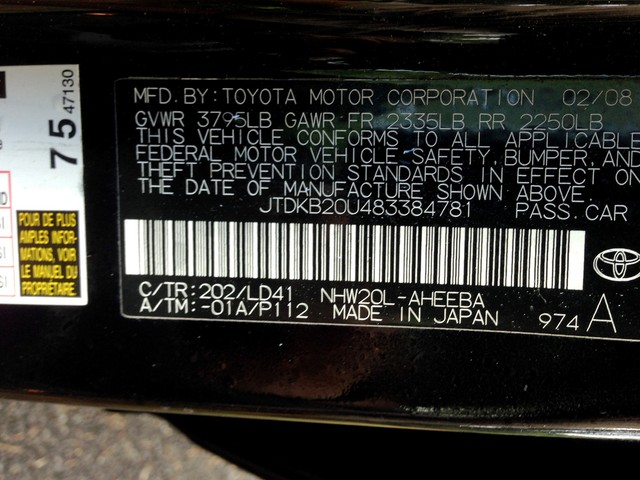 MFD. BY: TOYOTA MOTOR CORPORATION 02/08
GVWR 3795LB GAWR FR 2335LB RR 2250LB
THIS VEHICLE CONFORMS TO ALL APPLICABLE
FEDERAL MOTOR VEHICLE SAFETY, BUMPER, AND
THEFT PREVENTION STANDARDS IN EFFECT ON
THE DATE OF MANUFACTURE SHOWN ABOVE.
JTDKB20U483384781 PASS. CAR
C/TR: 202/LD41 NHW20L-AHEEBA
A/TM: -01A/P112 MADE IN JAPAN 974 A
75 47130
POUR DE PLUS
AMPLES INFOR-
MATIONS, VOIR
LE MANUEL DU
PROPRIÉTAIRE.